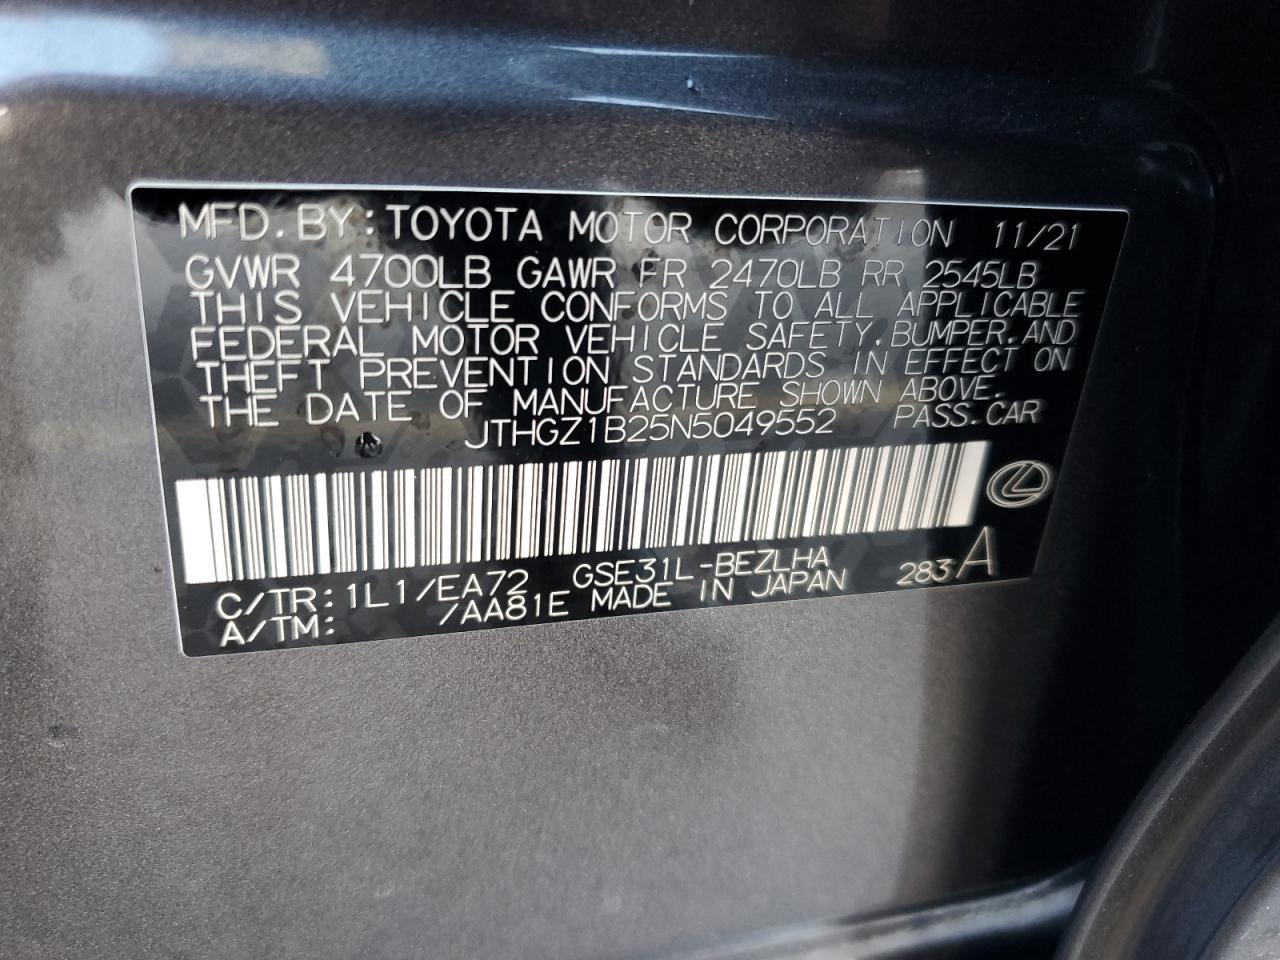 MFD. BY: TOYOTA MOTOR CORPORATION 11/21
GVWR 4700LB GAWR FR 2470LB RR 2545LB
THIS VEHICLE CONFORMS TO ALL APPLICABLE
FEDERAL MOTOR VEHICLE SAFETY, BUMPER, AND
THEFT PREVENTION STANDARDS IN EFFECT ON
THE DATE OF MANUFACTURE SHOWN ABOVE.
JTHGZ1B25N5049552 PASS. CAR
C/TR: 1L1/EA72 GSE31L-BEZLHA 283A
A/TM: /AA81E MADE IN JAPAN